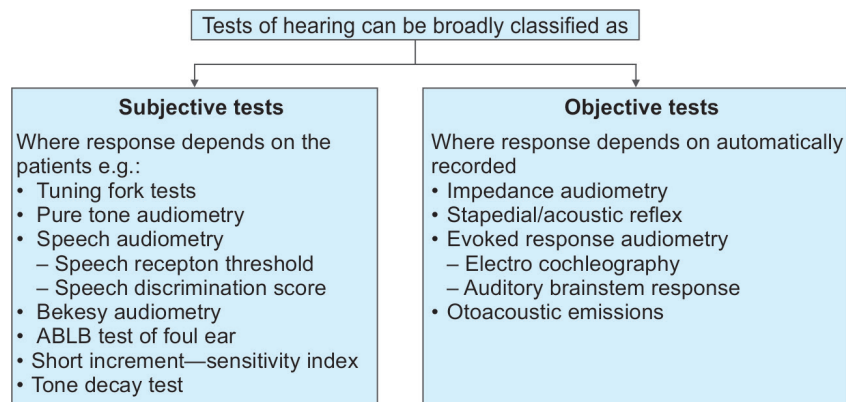 Tests of hearing can be broadly classified as
Subjective tests
Where response depends on the
patients e.g.:
• Tuning fork tests
• Pure tone audiometry
• Speech audiometry
– Speech recepton threshold
– Speech discrimination score
• Bekesy audiometry
• ABLB test of foul ear
• Short increment—sensitivity index
• Tone decay test
Objective tests
Where response depends on automatically
recorded
• Impedance audiometry
• Stapedial/acoustic reflex
• Evoked response audiometry
– Electro cochleography
– Auditory brainstem response
• Otoacoustic emissions